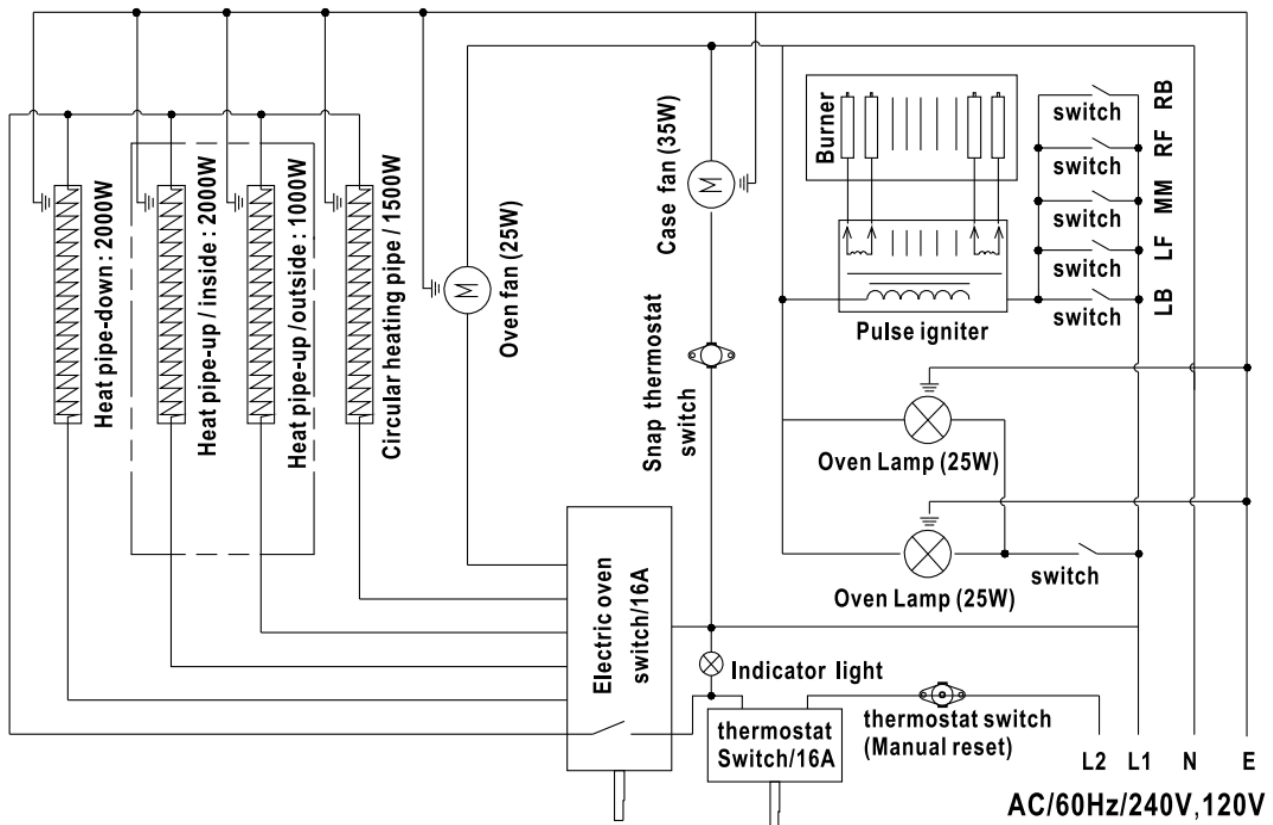 Heat pipe-down : 2000W
Heat pipe-up / inside : 2000W
Heat pipe-up /outside : 1000W
Circular heating pipe / 1500W
M
Oven fan (25W)
M
Case fan (35W)
Snap thermostat
switch
Burner
Pulse igniter
switch
RB
switch
RF
switch
MM
switch
LF
switch
LB
Oven Lamp (25W)
Oven Lamp (25W)
switch
Electric oven
switch/16A
Indicator light
thermostat
Switch/16A
thermostat switch
(Manual reset)
L2 L1 N E
AC/60Hz/240V,120V